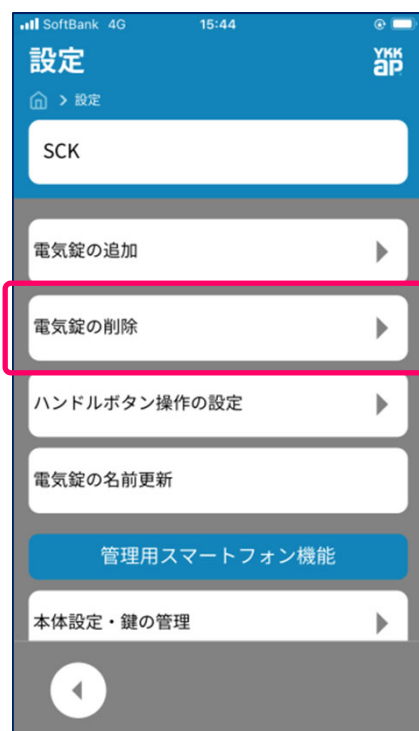 SoftBank 4G 15:44
設定
YKK
ap
設定
SCK
電気錠の追加
電気錠の削除
ハンドルボタン操作の設定
電気錠の名前更新
管理用スマートフォン機能
本体設定・鍵の管理